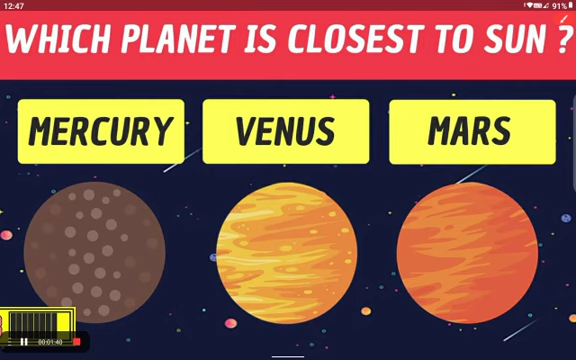 12:47
91%
WHICH PLANET IS CLOSEST TO SUN ?
MERCURY
VENUS
MARS
00:01:40